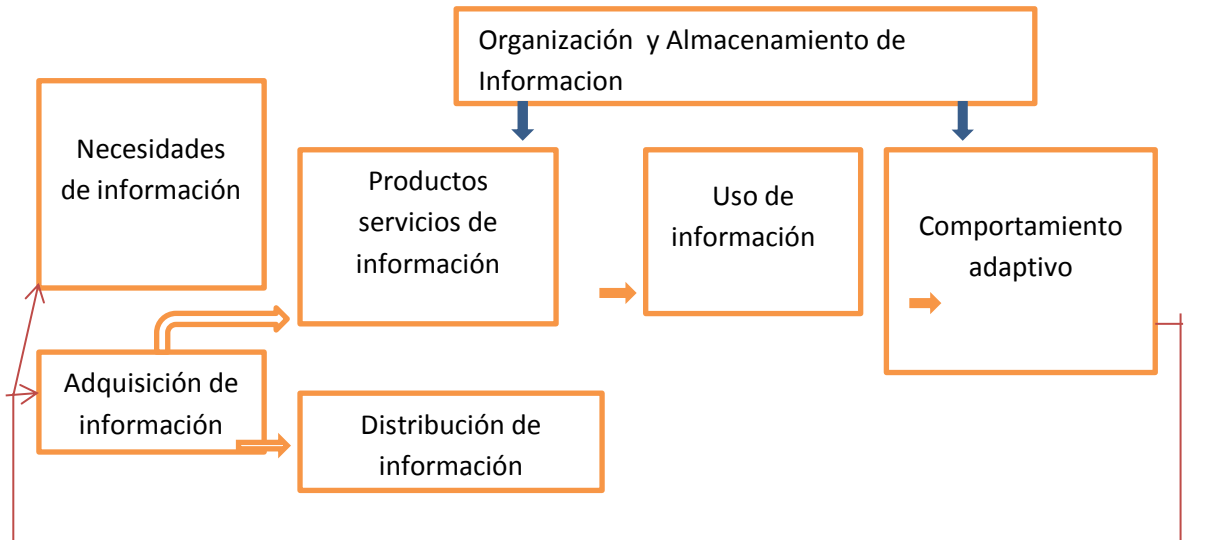 Organización y Almacenamiento de
Informacion
Necesidades
de información
Productos
servicios de
información
Uso de
información
Comportamiento
adaptivo
Adquisición de
información
Distribución de
información